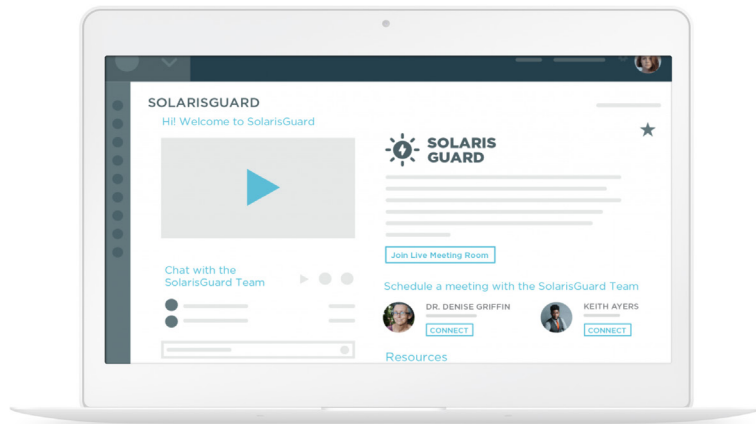 SOLARISGUARD
Hi! Welcome to SolarisGuard
SOLARIS
GUARD
Join Live Meeting Room
Chat with the
SolarisGuard Team
Schedule a meeting with the SolarisGuard Team
DR. DENISE GRIFFIN
CONNECT
KEITH AYERS
CONNECT
Resources